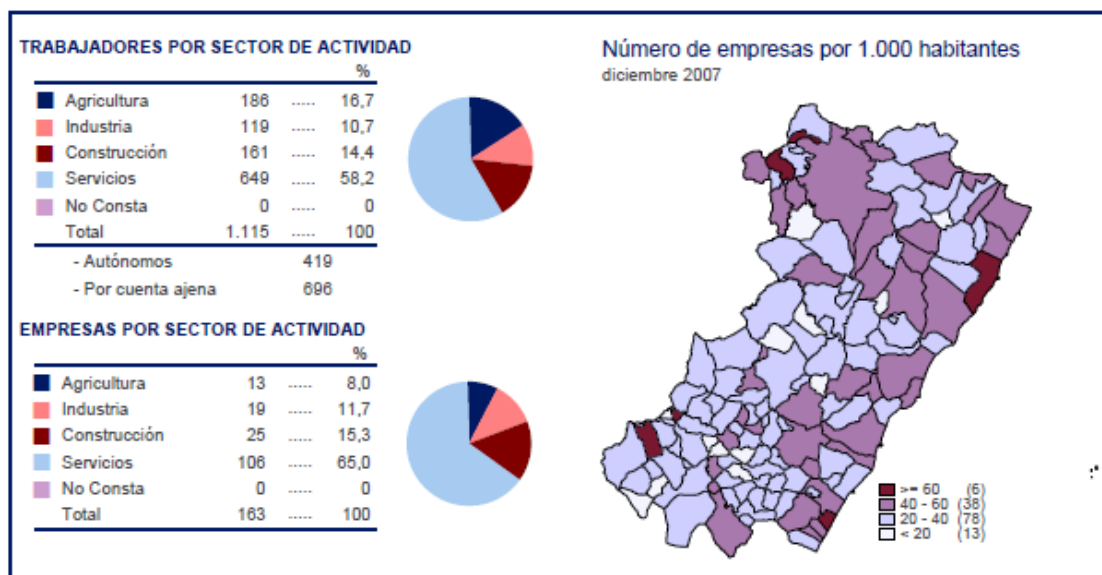 TRABAJADORES POR SECTOR DE ACTIVIDAD
%
Agricultura 186 ..... 16,7
Industria 119 ..... 10,7
Construcción 161 ..... 14,4
Servicios 649 ..... 58,2
No Consta 0 ..... 0
Total 1.115 ..... 100
- Autónomos 419
- Por cuenta ajena 696
EMPRESAS POR SECTOR DE ACTIVIDAD
%
Agricultura 13 ..... 8,0
Industria 19 ..... 11,7
Construcción 25 ..... 15,3
Servicios 106 ..... 65,0
No Consta 0 ..... 0
Total 163 ..... 100
Número de empresas por 1.000 habitantes
diciembre 2007
>= 60 (6)
40 - 60 (38)
20 - 40 (78)
< 20 (13)